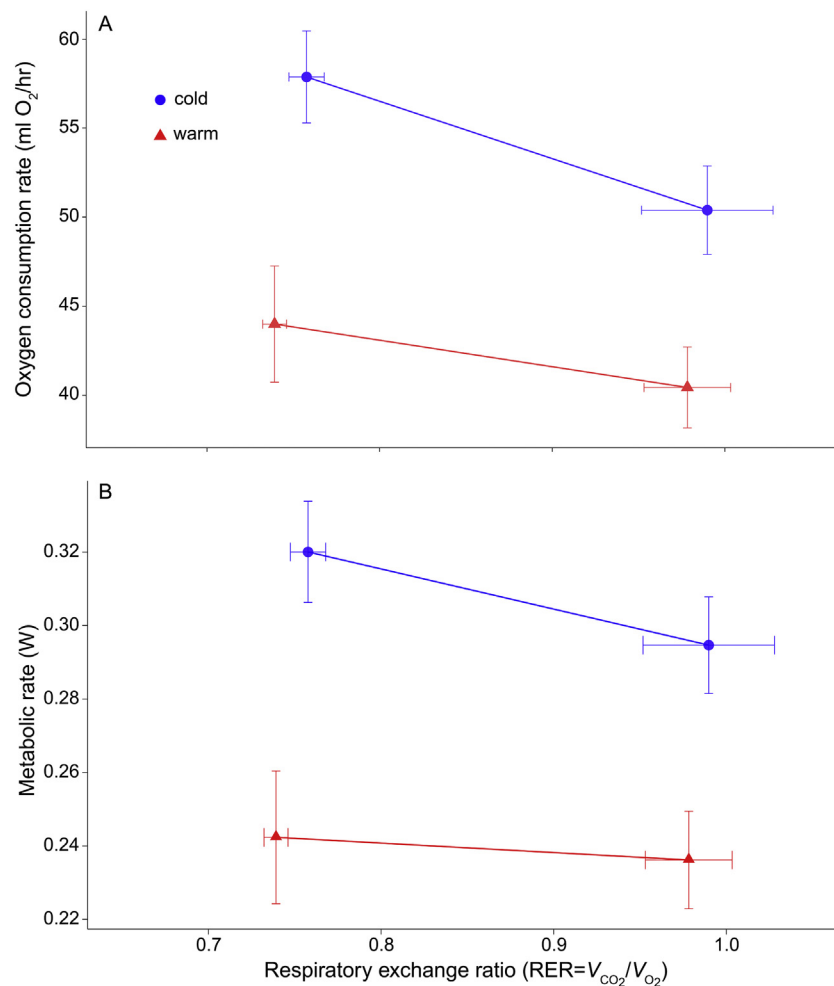 A
60
55
50
45
40
Oxygen consumption rate (ml O₂/hr)
cold
warm
B
0.32
0.30
0.28
0.26
0.24
0.22
Metabolic rate (W)
0.7 0.8 0.9 1.0
Respiratory exchange ratio (RER=V_CO₂/V_O₂)